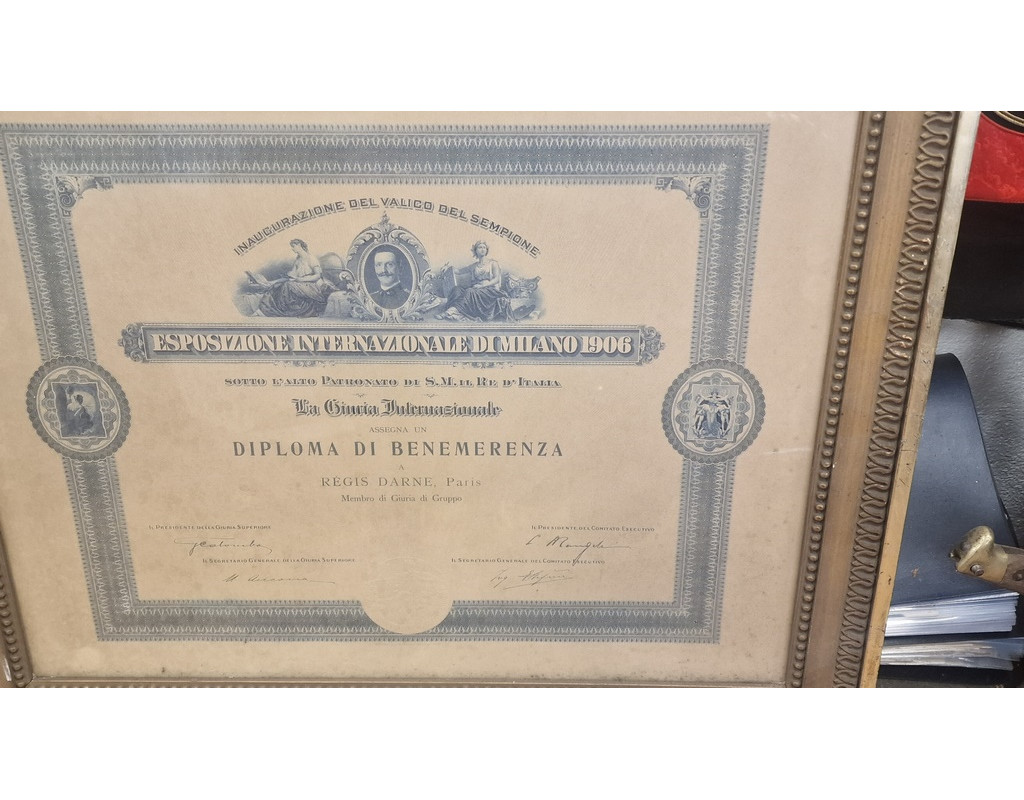 INAUGURAZIONE DEL VALICO DEL SEMPIONE
ESPOSIZIONE INTERNAZIONALE DI MILANO 1906
SOTTO L'ALTO PATRONATO DI S.M. IL RE D'ITALIA
La Giuria Internazionale
ASSEGNA UN
DIPLOMA DI BENEMERENZA
A
RÉGIS DARNE, Paris
Membro di Giuria di Gruppo
IL PRESIDENTE DELLA GIURIA SUPERIORE
IL PRESIDENTE DEL COMITATO ESECUTIVO
IL SEGRETARIO GENERALE DELLA GIURIA SUPERIORE
IL SEGRETARIO GENERALE DEL COMITATO ESECUTIVO